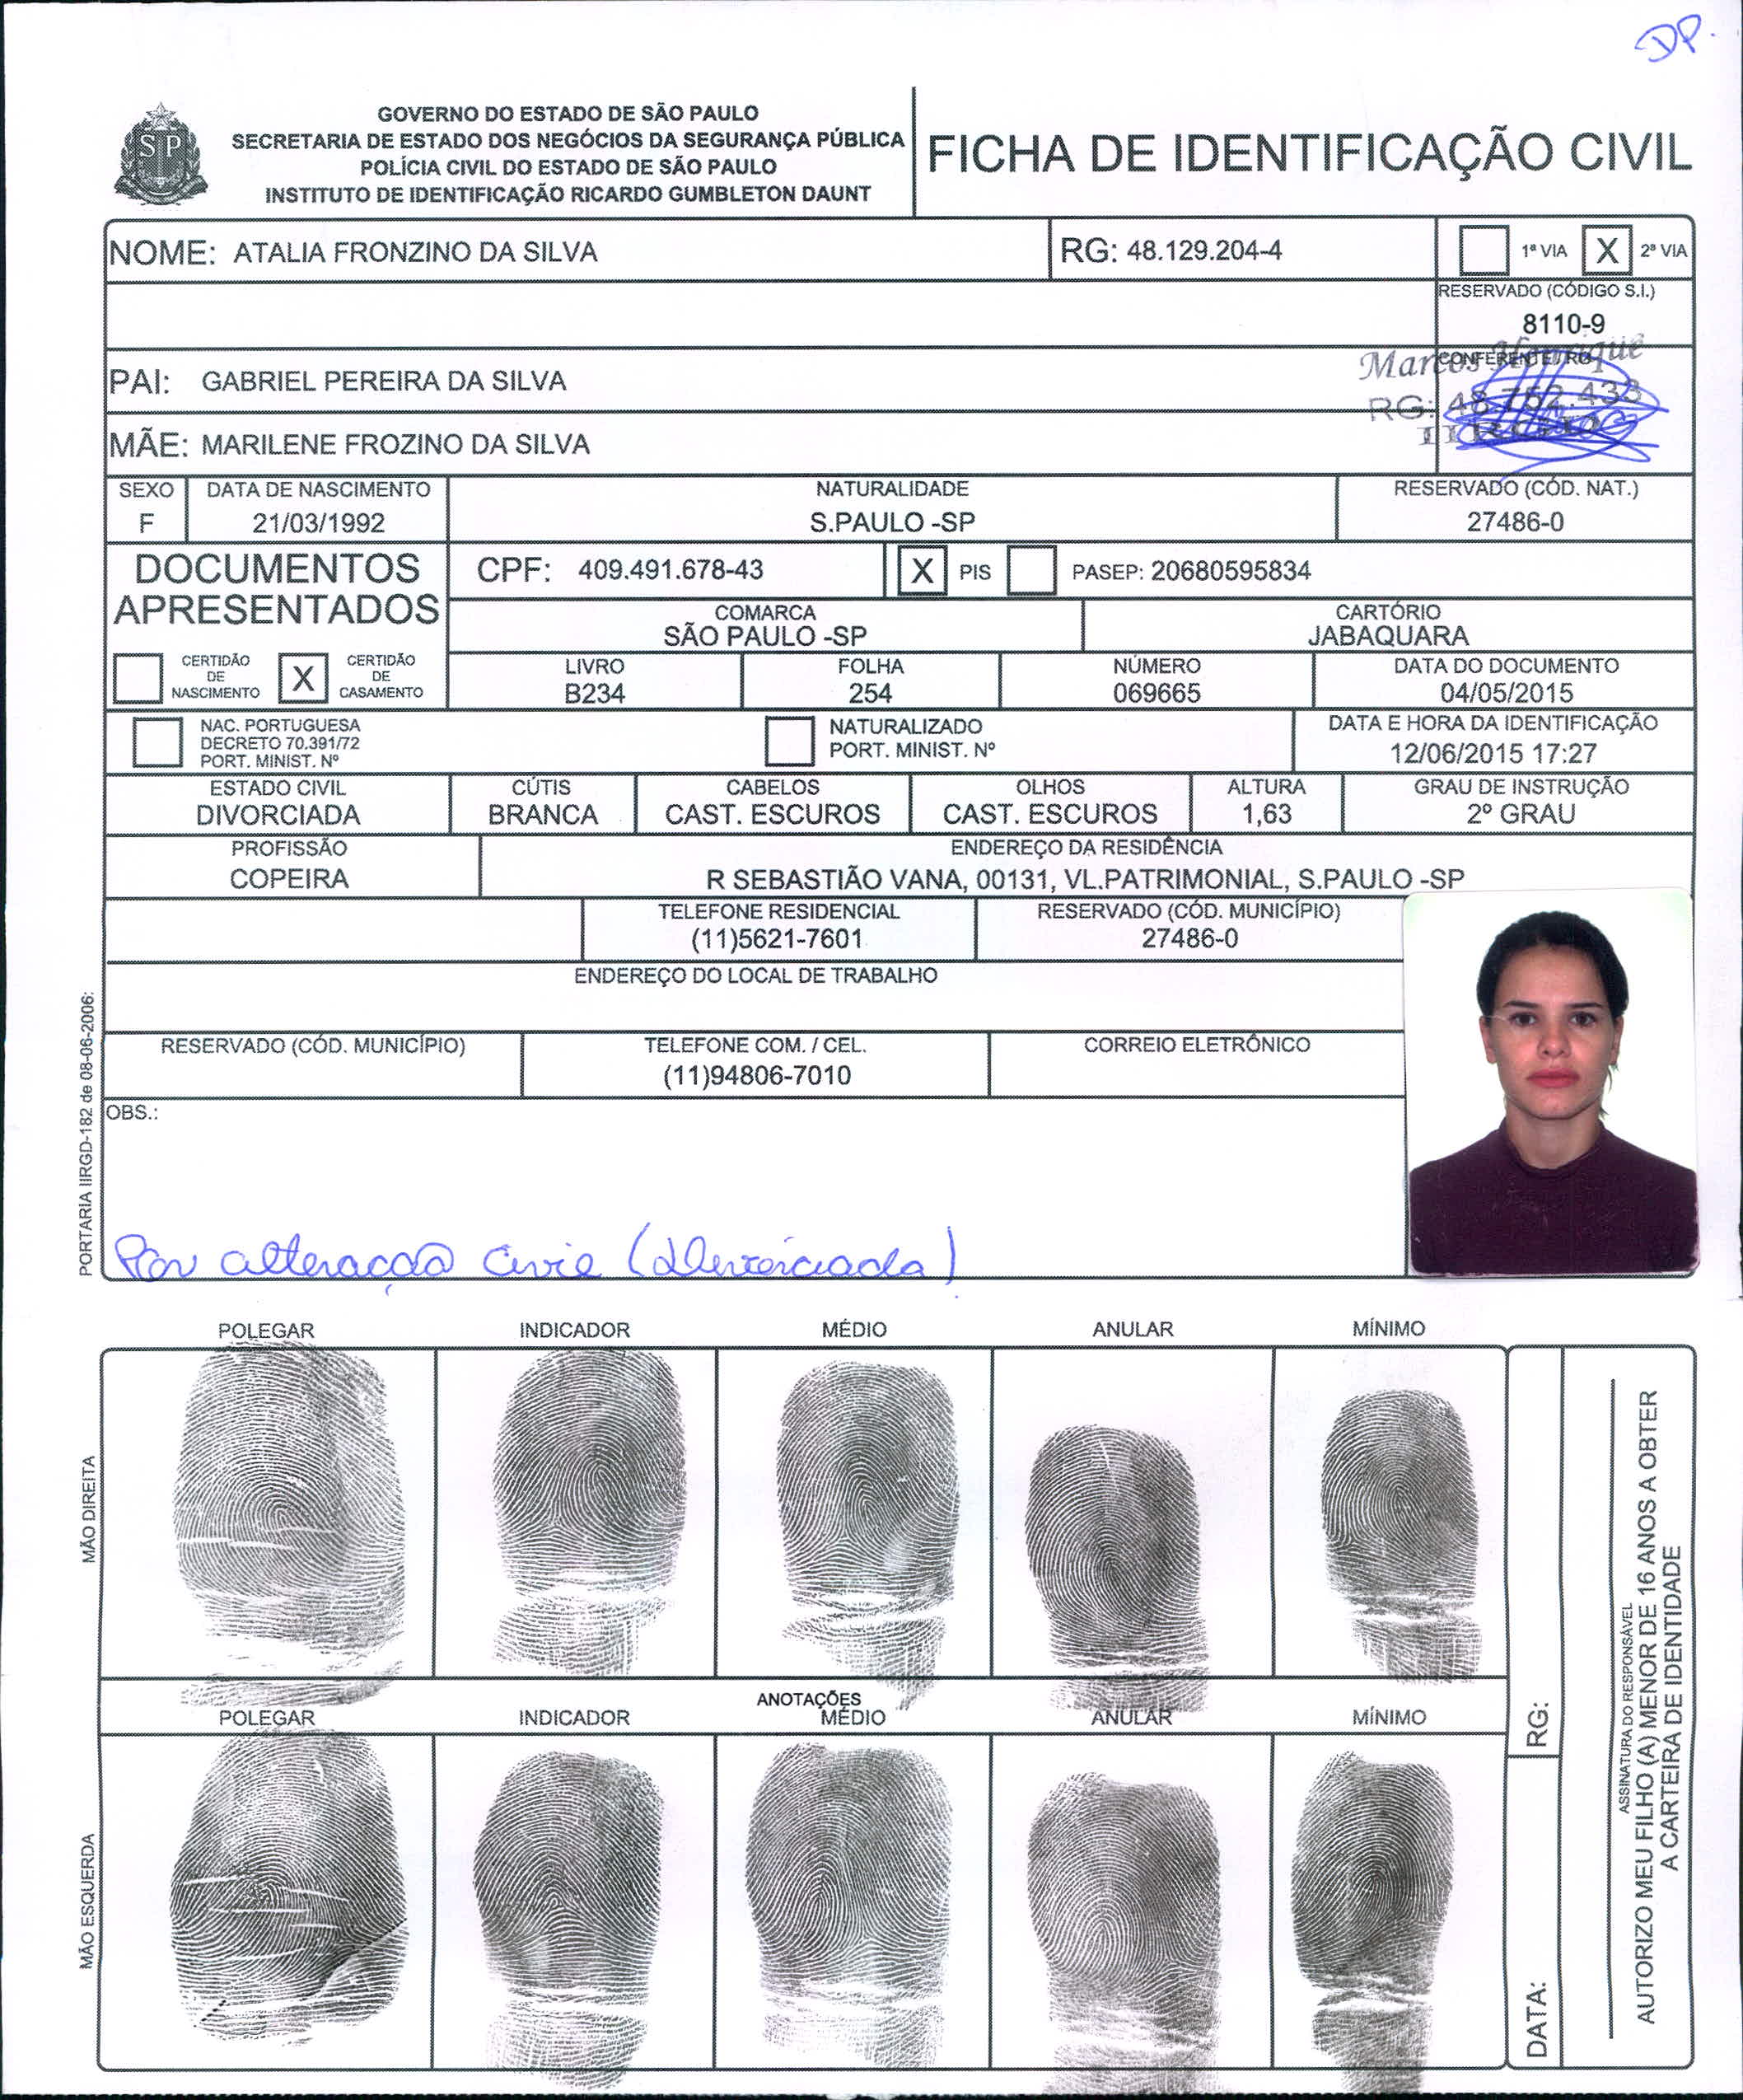 DP.
GOVERNO DO ESTADO DE SÃO PAULO
SECRETARIA DE ESTADO DOS NEGÓCIOS DA SEGURANÇA PÚBLICA
POLÍCIA CIVIL DO ESTADO DE SÃO PAULO
INSTITUTO DE IDENTIFICAÇÃO RICARDO GUMBLETON DAUNT
SP
FICHA DE IDENTIFICAÇÃO CIVIL
NOME: ATALIA FRONZINO DA SILVA
RG: 48.129.204-4
1ª VIA X 2ª VIA
RESERVADO (CÓDIGO S.I.)
8110-9
PAI: GABRIEL PEREIRA DA SILVA
CONFERENTE/RG
Marcos Henrique
RG: 48.752.433
MÃE: MARILENE FROZINO DA SILVA
SEXO
F
DATA DE NASCIMENTO
21/03/1992
NATURALIDADE
S.PAULO -SP
RESERVADO (CÓD. NAT.)
27486-0
DOCUMENTOS
APRESENTADOS
CPF: 409.491.678-43
X PIS PASEP: 20680595834
COMARCA
SÃO PAULO -SP
CARTÓRIO
JABAQUARA
CERTIDÃO
DE
NASCIMENTO
X
CERTIDÃO
DE
CASAMENTO
LIVRO
B234
FOLHA
254
NÚMERO
069665
DATA DO DOCUMENTO
04/05/2015
NAC. PORTUGUESA
DECRETO 70.391/72
PORT. MINIST. Nº
NATURALIZADO
PORT. MINIST. Nº
DATA E HORA DA IDENTIFICAÇÃO
12/06/2015 17:27
ESTADO CIVIL
DIVORCIADA
CÚTIS
BRANCA
CABELOS
CAST. ESCUROS
OLHOS
CAST. ESCUROS
ALTURA
1,63
GRAU DE INSTRUÇÃO
2º GRAU
PROFISSÃO
COPEIRA
ENDEREÇO DA RESIDÊNCIA
R SEBASTIÃO VANA, 00131, VL.PATRIMONIAL, S.PAULO -SP
TELEFONE RESIDENCIAL
(11)5621-7601
RESERVADO (CÓD. MUNICÍPIO)
27486-0
ENDEREÇO DO LOCAL DE TRABALHO
RESERVADO (CÓD. MUNICÍPIO)
TELEFONE COM. / CEL.
(11)94806-7010
CORREIO ELETRÔNICO
OBS.:
Por alteração civil (divorciada)
PORTARIA IIRGD-182 de 08-06-2006:
POLEGAR INDICADOR MÉDIO ANULAR MÍNIMO
MÃO DIREITA
ANOTAÇÕES
POLEGAR INDICADOR MÉDIO ANULAR MÍNIMO
MÃO ESQUERDA
RG:
DATA:
ASSINATURA DO RESPONSÁVEL
AUTORIZO MEU FILHO (A) MENOR DE 16 ANOS A OBTER
A CARTEIRA DE IDENTIDADE